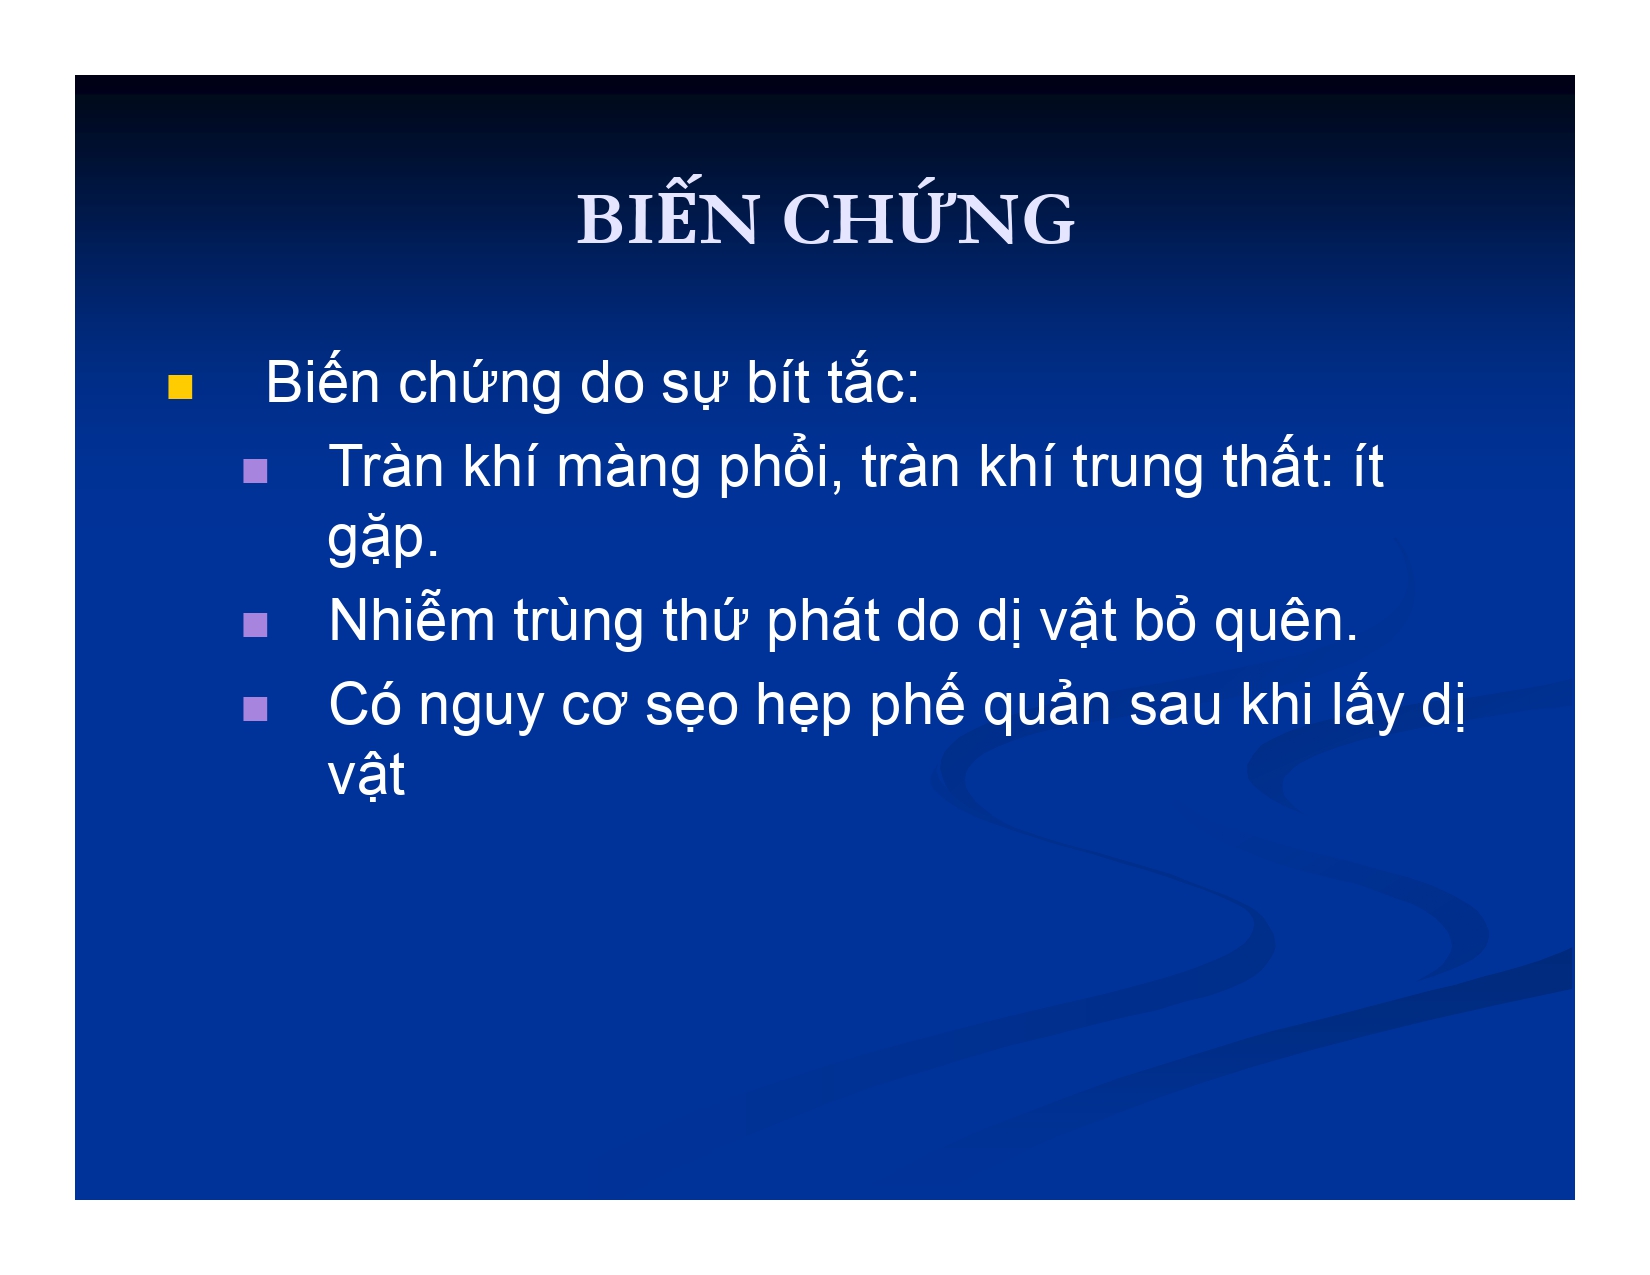 BIẾN CHỨNG
Biến chứng do sự bít tắc:
Tràn khí màng phổi, tràn khí trung thất: ít
gặp.
Nhiễm trùng thứ phát do dị vật bỏ quên.
Có nguy cơ sẹo hẹp phế quản sau khi lấy dị
vật